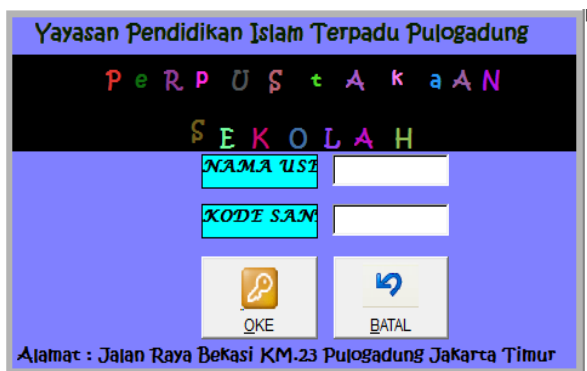 Yayasan Pendidikan Islam Terpadu Pulogadung
PeRPUStAkaAN
SEKOLAH
NAMA USE
KODE SAN
OKE
BATAL
Alamat : Jalan Raya Bekasi KM.23 Pulogadung Jakarta Timur